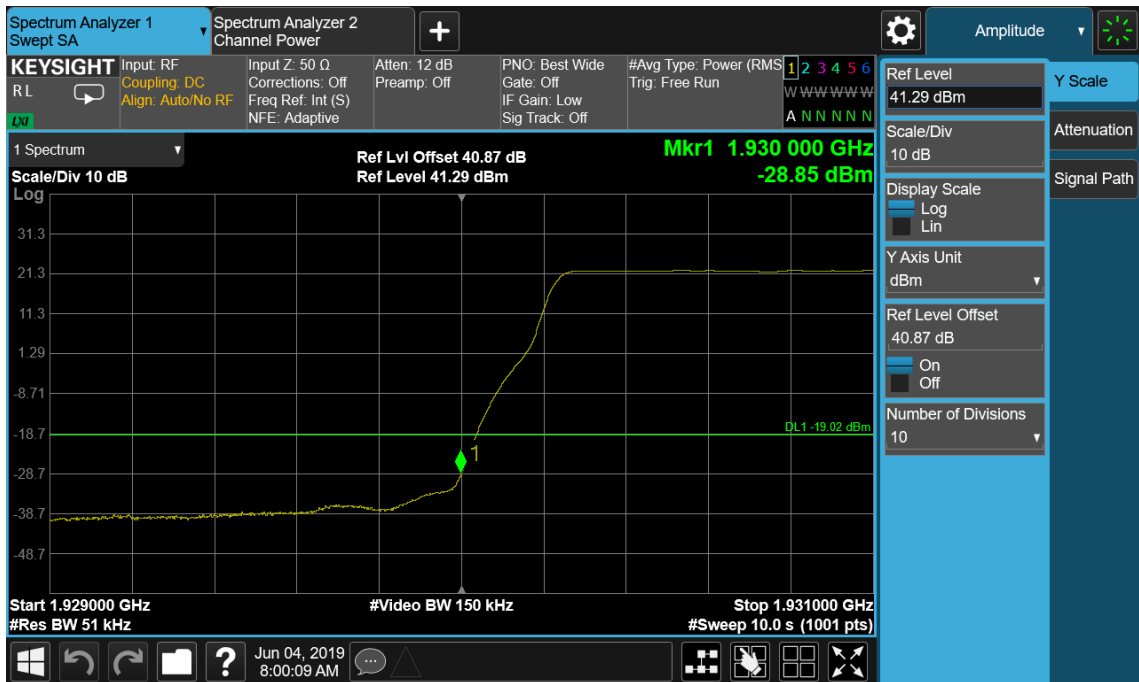 Spectrum Analyzer 1
Swept SA
Spectrum Analyzer 2
Channel Power
+
Amplitude
KEYSIGHT
R L
LXI
Input: RF
Coupling: DC
Align: Auto/No RF
Input Z: 50 Ω
Corrections: Off
Freq Ref: Int (S)
NFE: Adaptive
Atten: 12 dB
Preamp: Off
PNO: Best Wide
Gate: Off
IF Gain: Low
Sig Track: Off
#Avg Type: Power (RMS
Trig: Free Run
1 2 3 4 5 6
W W W W W W
A N N N N N
1 Spectrum
Scale/Div 10 dB
Ref Lvl Offset 40.87 dB
Ref Level 41.29 dBm
Mkr1 1.930 000 GHz
-28.85 dBm
Log
31.3
21.3
11.3
1.29
-8.71
-18.7
-28.7
-38.7
-48.7
DL1 -19.02 dBm
1
Start 1.929000 GHz
#Res BW 51 kHz
#Video BW 150 kHz
Stop 1.931000 GHz
#Sweep 10.0 s (1001 pts)
Ref Level
41.29 dBm
Scale/Div
10 dB
Display Scale
Log
Lin
Y Axis Unit
dBm
Ref Level Offset
40.87 dB
On
Off
Number of Divisions
10
Y Scale
Attenuation
Signal Path
?
Jun 04, 2019
8:00:09 AM